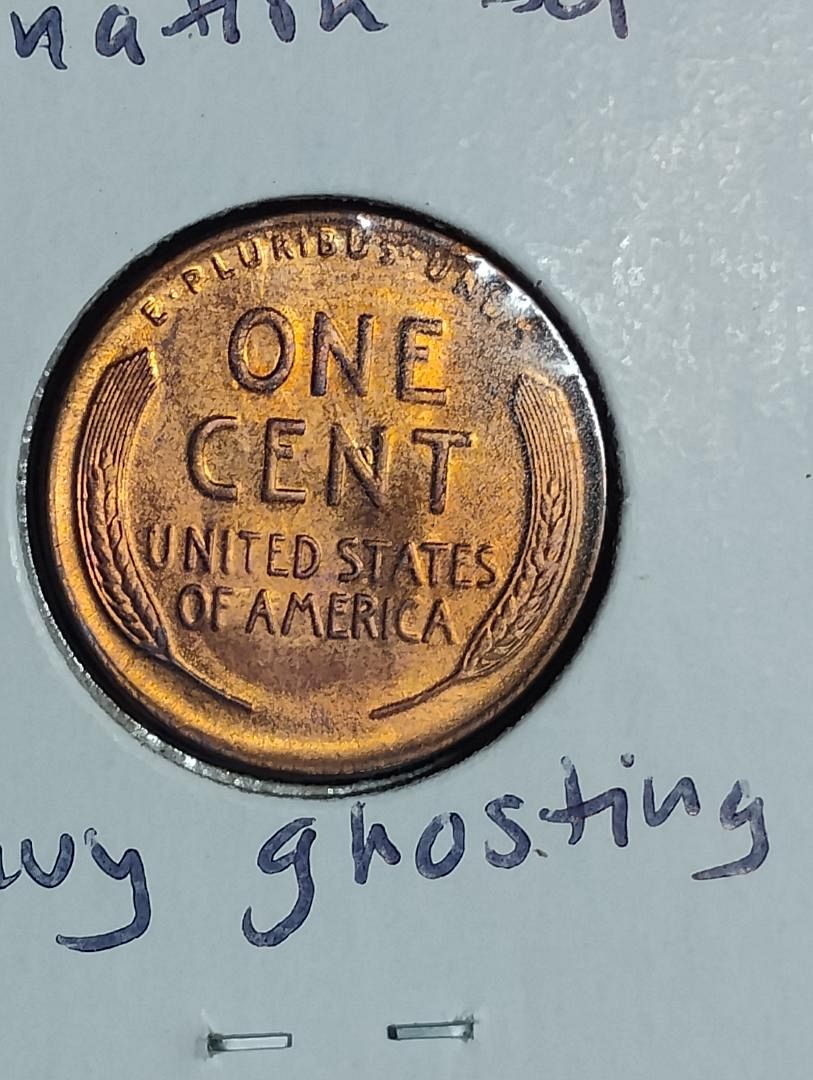 E·PLURIBUS·UNUM
ONE
CENT
UNITED STATES
OF AMERICA
ghosting